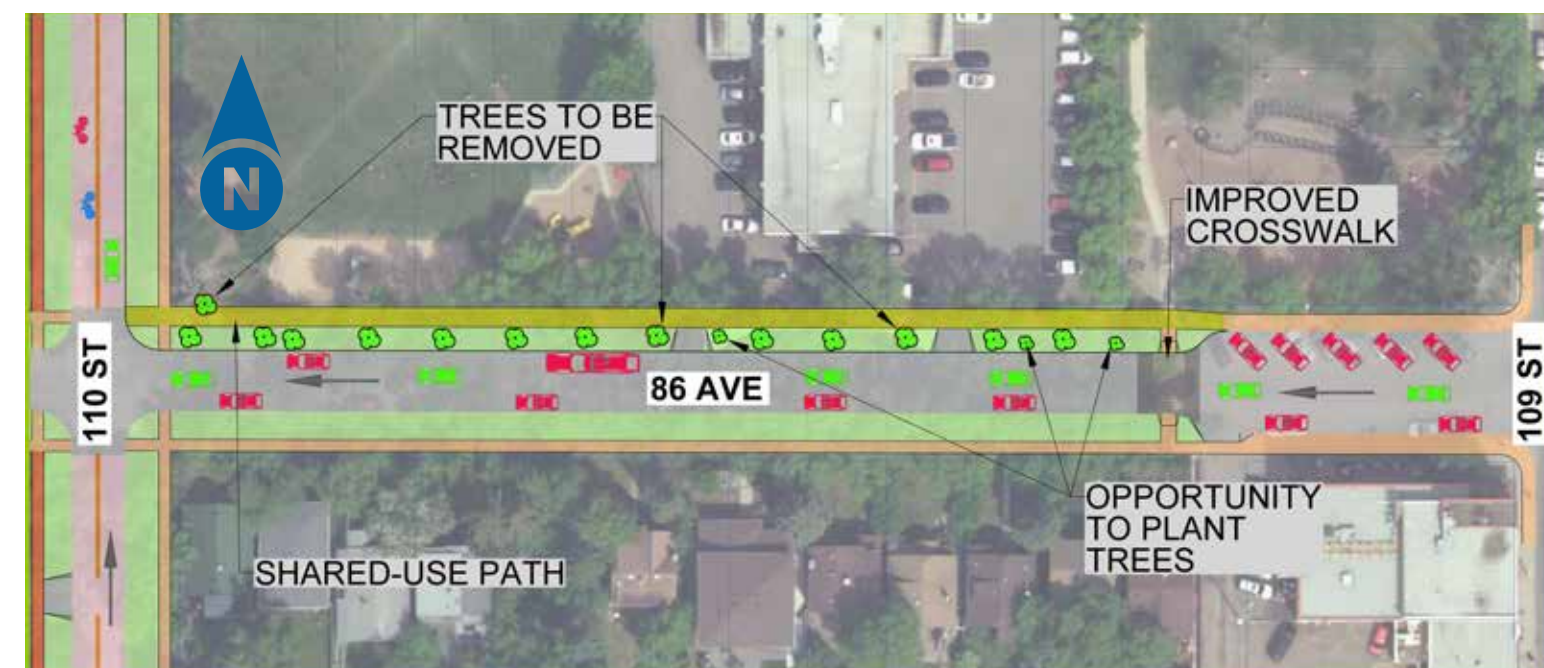 TREES TO BE
REMOVED
N
IMPROVED
CROSSWALK
110 ST
86 AVE
109 ST
OPPORTUNITY
TO PLANT
TREES
SHARED-USE PATH